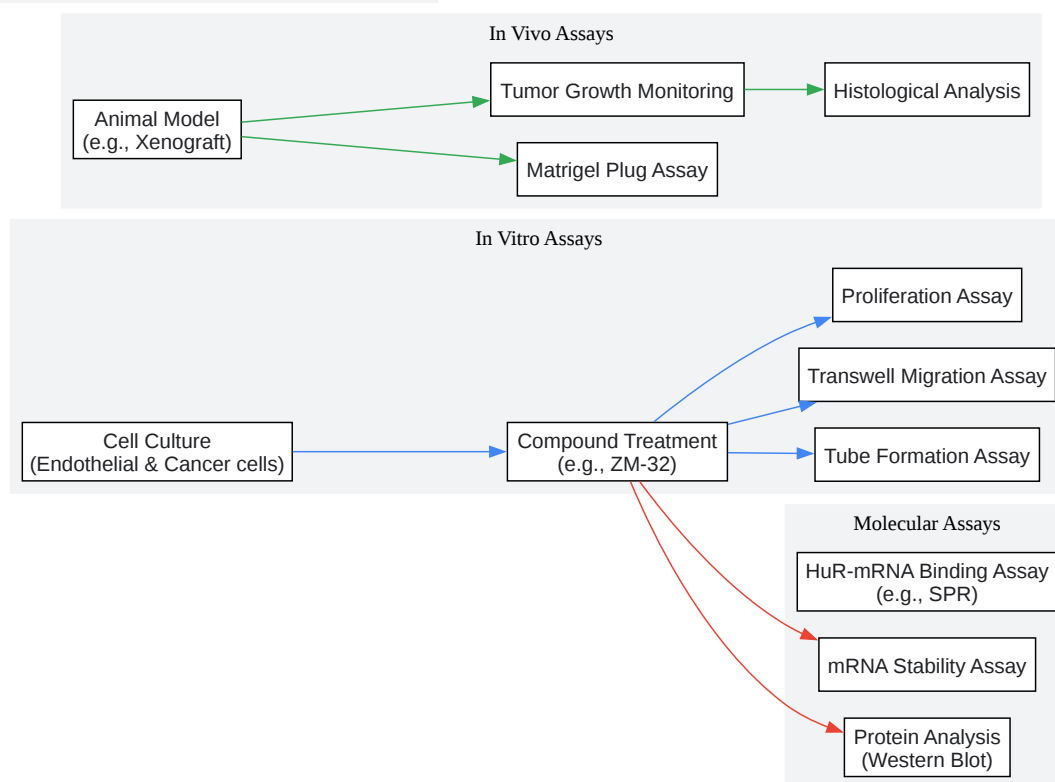 In Vivo Assays
Animal Model
(e.g., Xenograft)
Tumor Growth Monitoring
Histological Analysis
Matrigel Plug Assay
In Vitro Assays
Proliferation Assay
Transwell Migration Assay
Cell Culture
(Endothelial & Cancer cells)
Compound Treatment
(e.g., ZM-32)
Tube Formation Assay
Molecular Assays
HuR-mRNA Binding Assay
(e.g., SPR)
mRNA Stability Assay
Protein Analysis
(Western Blot)